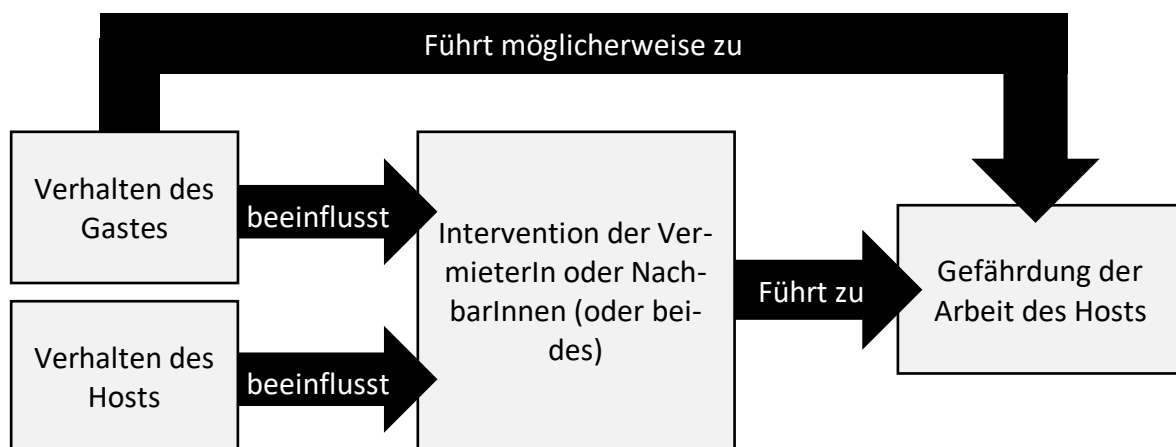 Führt möglicherweise zu
Verhalten des
Gastes
beeinflusst
Intervention der Ver-
mieterIn oder Nach-
barInnen (oder bei-
des)
Führt zu
Gefährdung der
Arbeit des Hosts
Verhalten des
Hosts
beeinflusst